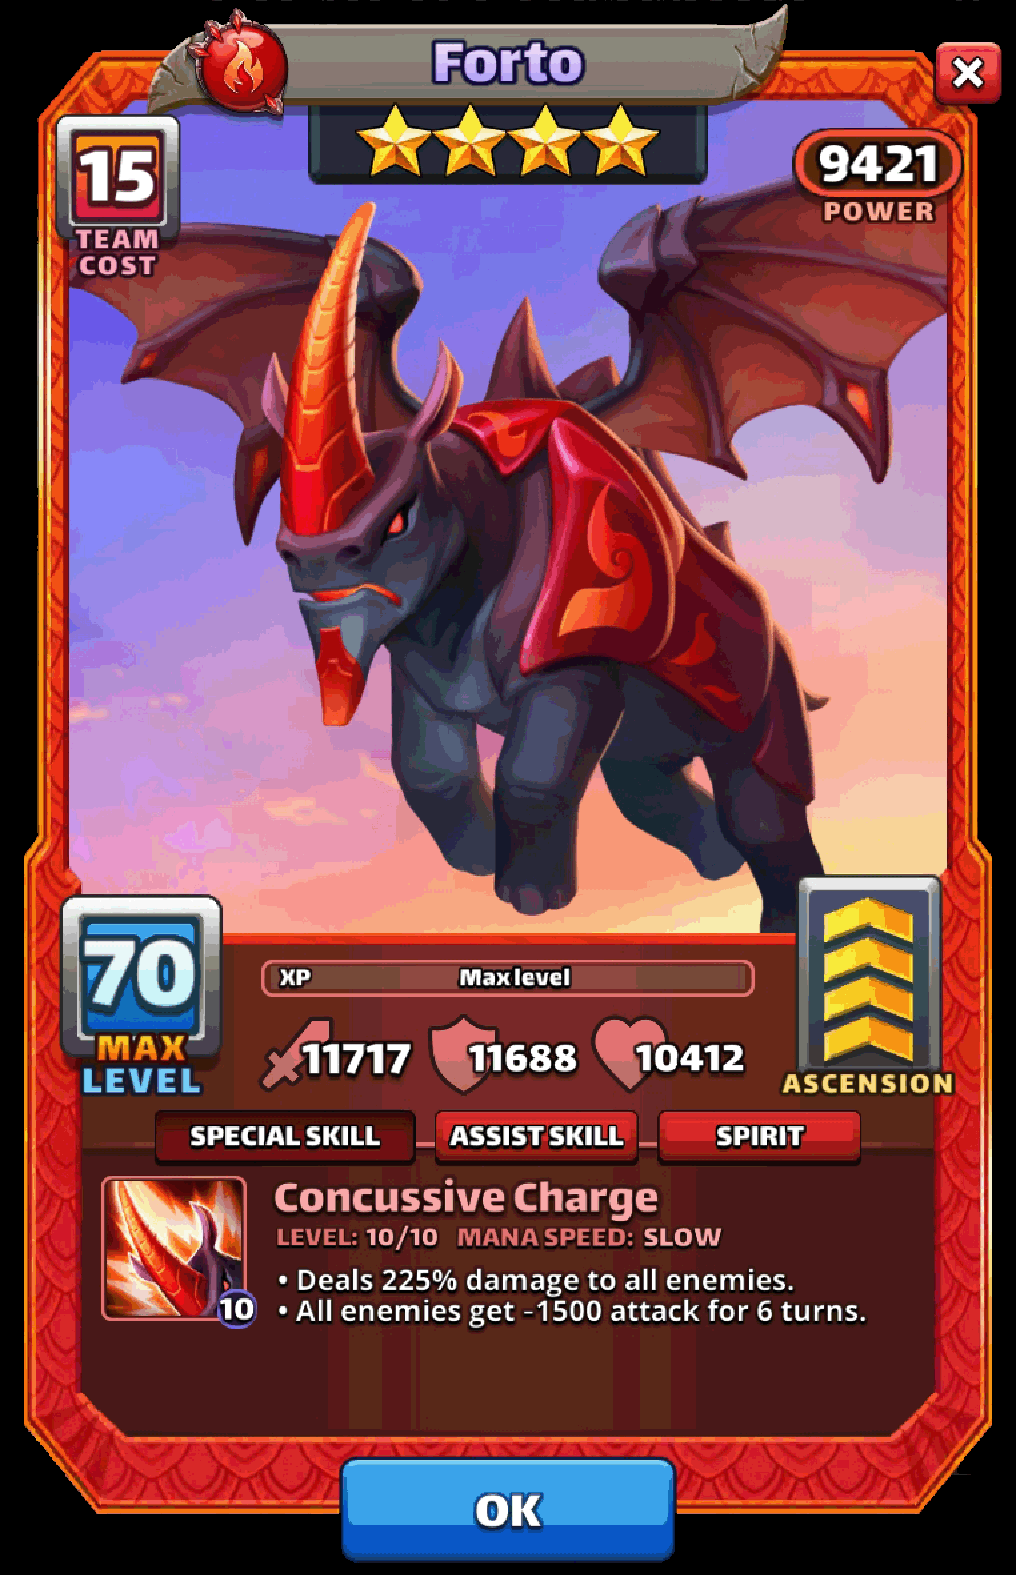 Forto
15
TEAM
COST
9421
POWER
70
MAX
LEVEL
XP
Max level
11717
11688
10412
ASCENSION
SPECIAL SKILL
ASSIST SKILL
SPIRIT
Concussive Charge
LEVEL: 10/10 MANA SPEED: SLOW
10
• Deals 225% damage to all enemies.
• All enemies get -1500 attack for 6 turns.
OK